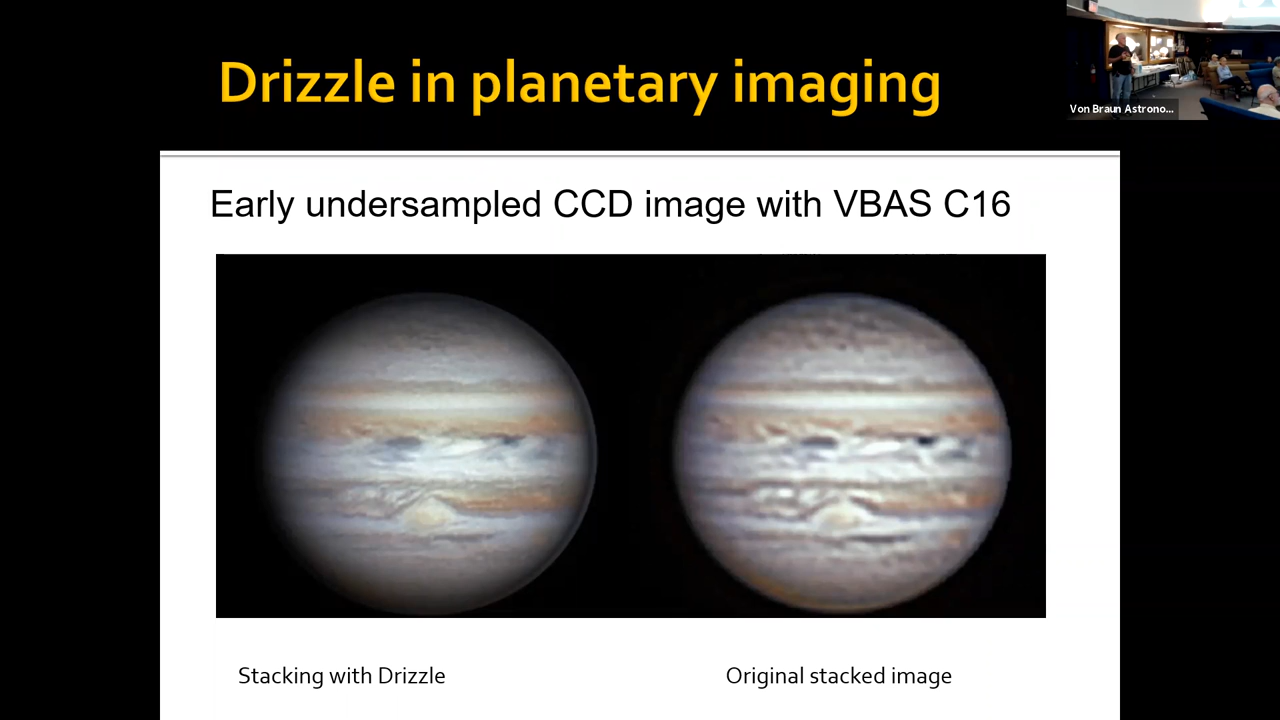 Drizzle in planetary imaging
Von Braun Astrono...
Early undersampled CCD image with VBAS C16
Stacking with Drizzle
Original stacked image